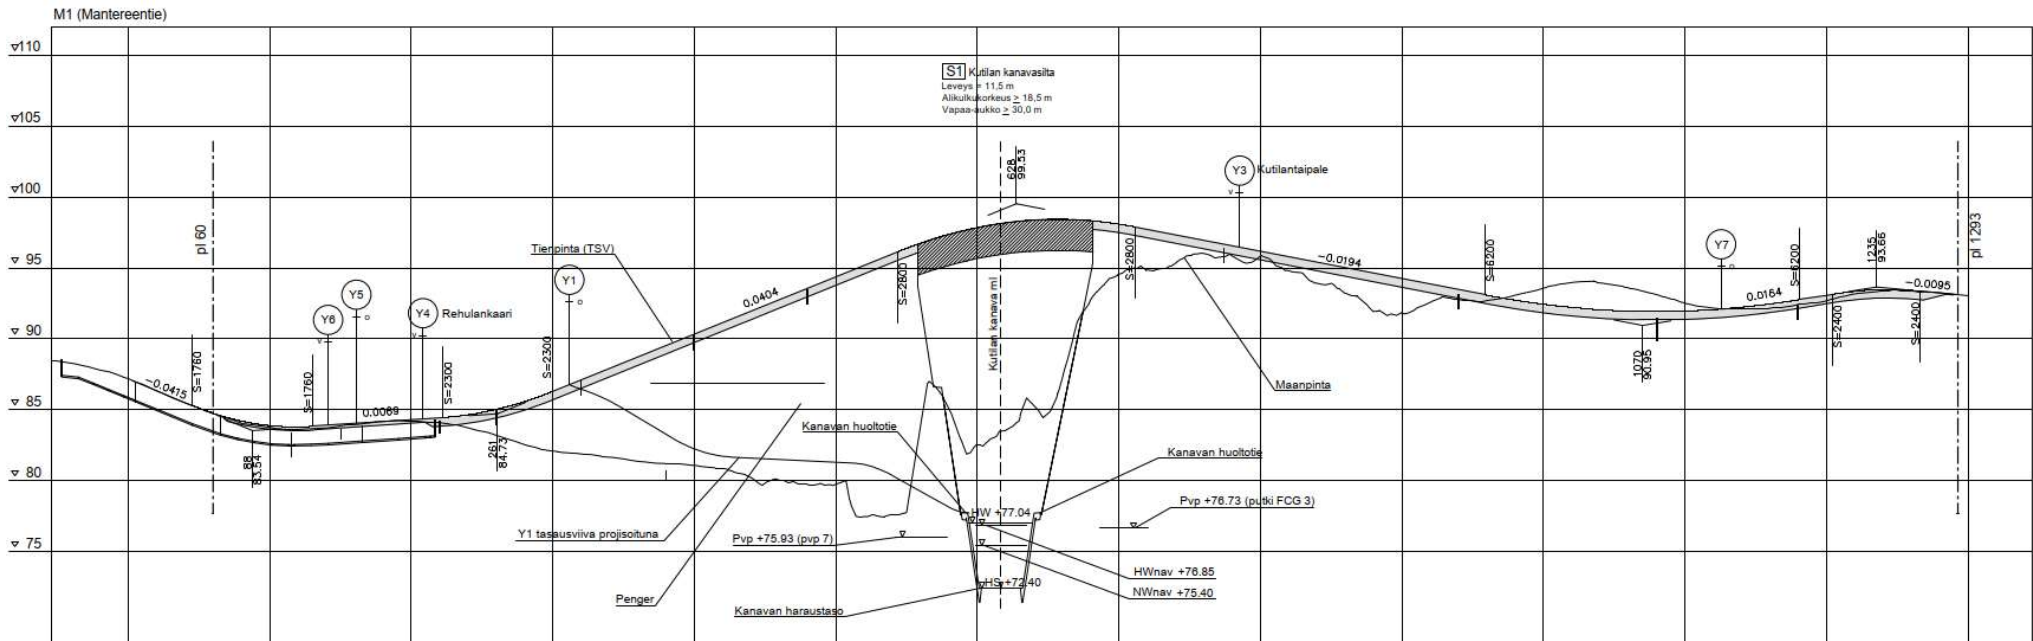 M1 (Mantereentie)
110
105
100
95
90
85
80
75
S1 Kutilan kanavasilta
Leveys = 11,5 m
Alikulkukorkeus ≥ 18,5 m
Vapaa-aukko ≥ 30,0 m
pl 60
-0.0415
S=1760
88
83.54
S=1760
Y6
v
Y5
o
0.0069
Y4 Rehulankaari
v
S=2300
261
84.73
S=2300
Y1
o
Tienpinta (TSV)
0.0404
S=2800
628
99.53
Kutilan kanava ml
S=2800
Y3 Kutilantaipale
v
-0.0194
S=6200
1070
90.95
Y7
o
0.0164
S=6200
S=2400
1235
93.66
-0.0095
S=2400
pl 1293
Maanpinta
Kanavan huoltotie
Kanavan huoltotie
HW +77.04
Pvp +76.73 (putki FCG 3)
Y1 tasausviiva projisoituna
Pvp +75.93 (pvp 7)
HWnav +76.85
HS +72.40
NWnav +75.40
Penger
Kanavan haraustaso